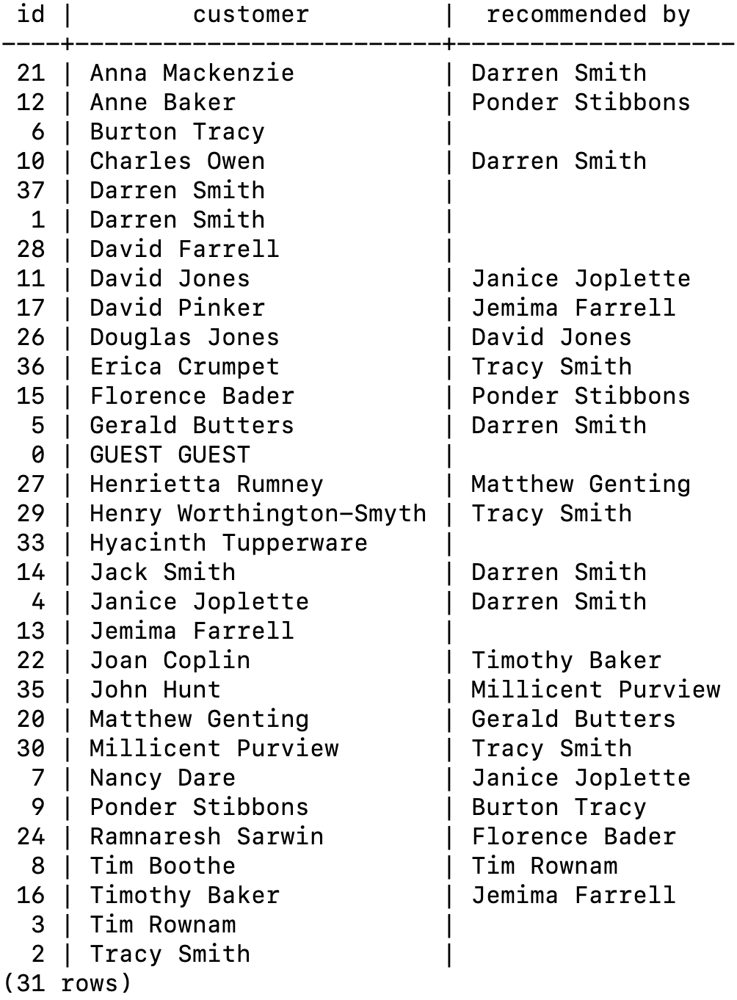 id |        customer         |  recommended by
----+-------------------------+-------------------
 21 | Anna Mackenzie          | Darren Smith
 12 | Anne Baker              | Ponder Stibbons
  6 | Burton Tracy            |
 10 | Charles Owen            | Darren Smith
 37 | Darren Smith            |
  1 | Darren Smith            |
 28 | David Farrell           |
 11 | David Jones             | Janice Joplette
 17 | David Pinker            | Jemima Farrell
 26 | Douglas Jones           | David Jones
 36 | Erica Crumpet           | Tracy Smith
 15 | Florence Bader          | Ponder Stibbons
  5 | Gerald Butters          | Darren Smith
  0 | GUEST GUEST             |
 27 | Henrietta Rumney        | Matthew Genting
 29 | Henry Worthington-Smyth | Tracy Smith
 33 | Hyacinth Tupperware     |
 14 | Jack Smith              | Darren Smith
  4 | Janice Joplette         | Darren Smith
 13 | Jemima Farrell          |
 22 | Joan Coplin             | Timothy Baker
 35 | John Hunt               | Millicent Purview
 20 | Matthew Genting         | Gerald Butters
 30 | Millicent Purview       | Tracy Smith
  7 | Nancy Dare              | Janice Joplette
  9 | Ponder Stibbons         | Burton Tracy
 24 | Ramnaresh Sarwin        | Florence Bader
  8 | Tim Boothe              | Tim Rownam
 16 | Timothy Baker           | Jemima Farrell
  3 | Tim Rownam              |
  2 | Tracy Smith             |
(31 rows)